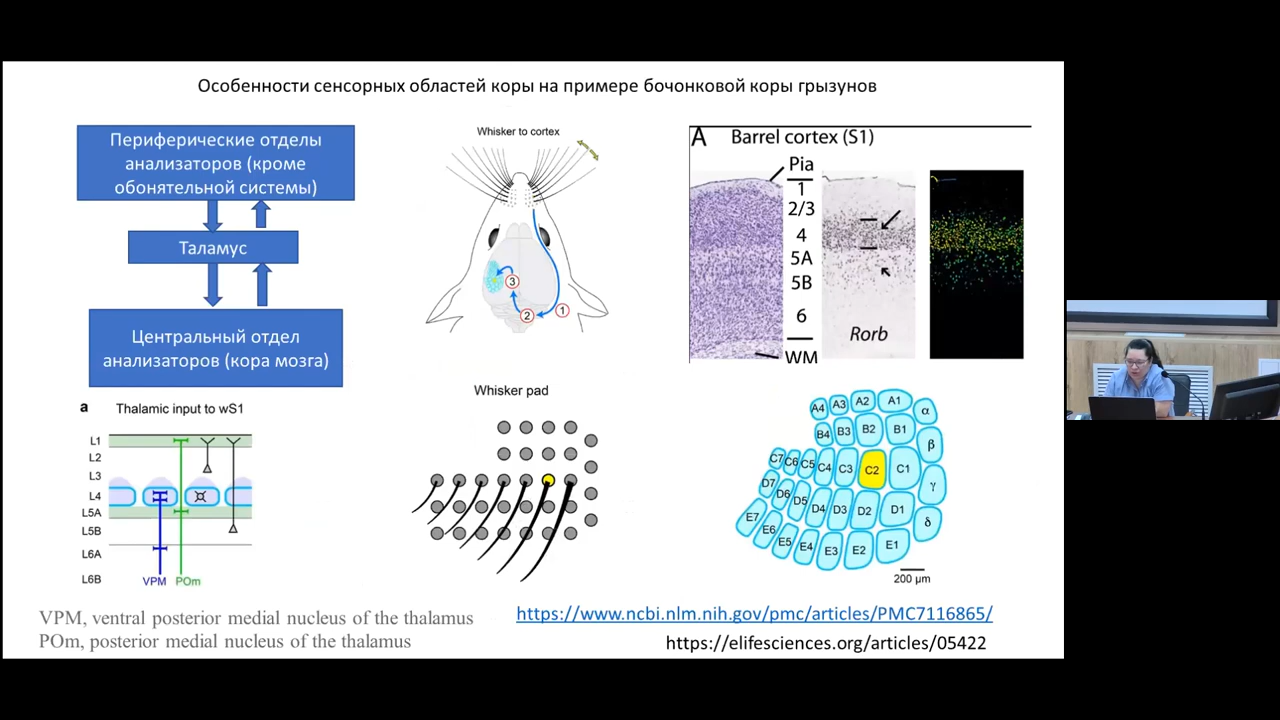 Особенности сенсорных областей коры на примере бочонковой коры грызунов
Периферические отделы
анализаторов (кроме
обонятельной системы)
Таламус
Центральный отдел
анализаторов (кора мозга)
Whisker to cortex
1
2
3
A
Barrel cortex (S1)
Pia
1
2/3
4
5A
5B
6
WM
Rorb
a
Thalamic input to wS1
L1
L2
L3
L4
L5A
L5B
L6A
L6B
VPM
POm
Whisker pad
A4 A3 A2 A1 α
B4 B3 B2 B1 β
C7 C6 C5 C4 C3 C2 C1 γ
D7 D6 D5 D4 D3 D2 D1 δ
E7 E6 E5 E4 E3 E2 E1
200 µm
VPM, ventral posterior medial nucleus of the thalamus
POm, posterior medial nucleus of the thalamus
https://www.ncbi.nlm.nih.gov/pmc/articles/PMC7116865/
https://elifesciences.org/articles/05422